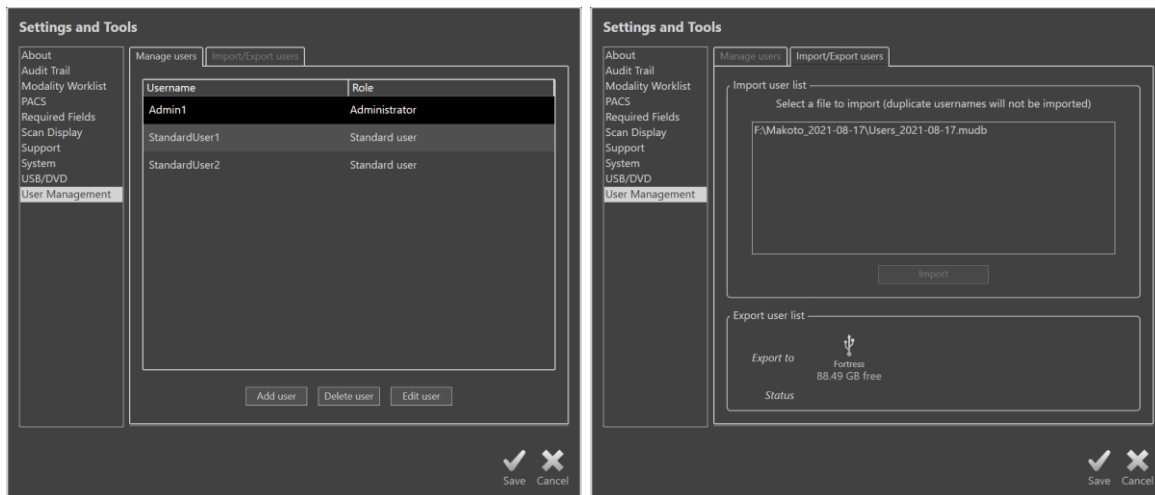 Settings and Tools
About
Audit Trail
Modality Worklist
PACS
Required Fields
Scan Display
Support
System
USB/DVD
User Management
Manage users
Import/Export users
Username Role
Admin1 Administrator
StandardUser1 Standard user
StandardUser2 Standard user
Add user
Delete user
Edit user
Save
Cancel
Settings and Tools
About
Audit Trail
Modality Worklist
PACS
Required Fields
Scan Display
Support
System
USB/DVD
User Management
Manage users
Import/Export users
Import user list
Select a file to import (duplicate usernames will not be imported)
F:\Makoto_2021-08-17\Users_2021-08-17.mudb
Import
Export user list
Export to
Fortress
88.49 GB free
Status
Save
Cancel